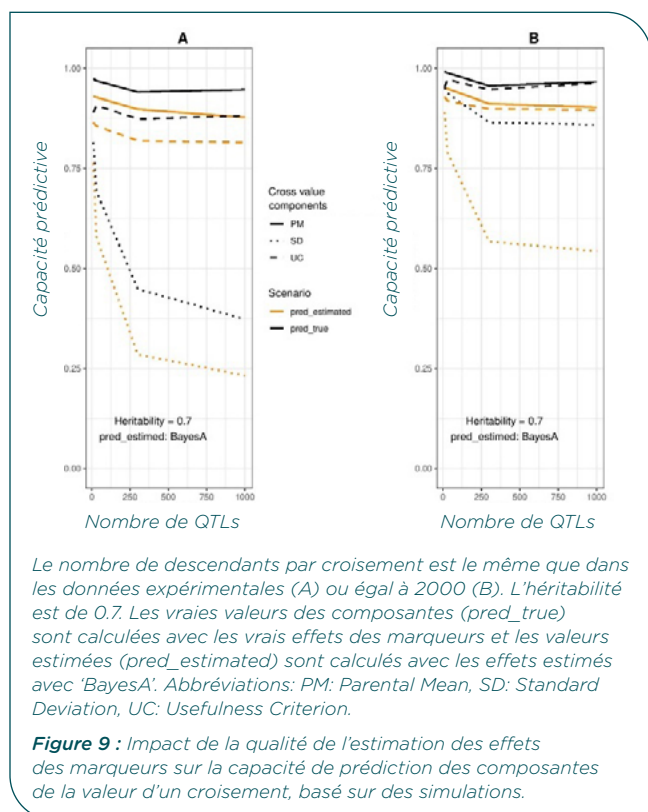 A
B
Capacité prédictive
1.00
0.75
0.50
0.25
0.00
Heritability = 0.7
pred_estimed: BayesA
0
250
500
750
1000
Nombre de QTLs
Cross value
components
PM
SD
UC
Scenario
pred_estimated
pred_true
Capacité prédictive
1.00
0.75
0.50
0.25
0.00
Heritability = 0.7
pred_estimed: BayesA
0
250
500
750
1000
Nombre de QTLs
Le nombre de descendants par croisement est le même que dans
les données expérimentales (A) ou égal à 2000 (B). L'héritabilité
est de 0.7. Les vraies valeurs des composantes (pred_true)
sont calculées avec les vrais effets des marqueurs et les valeurs
estimées (pred_estimated) sont calculés avec les effets estimés
avec ‘BayesA’. Abbréviations: PM: Parental Mean, SD: Standard
Deviation, UC: Usefulness Criterion.
Figure 9 : Impact de la qualité de l'estimation des effets
des marqueurs sur la capacité de prédiction des composantes
de la valeur d'un croisement, basé sur des simulations.